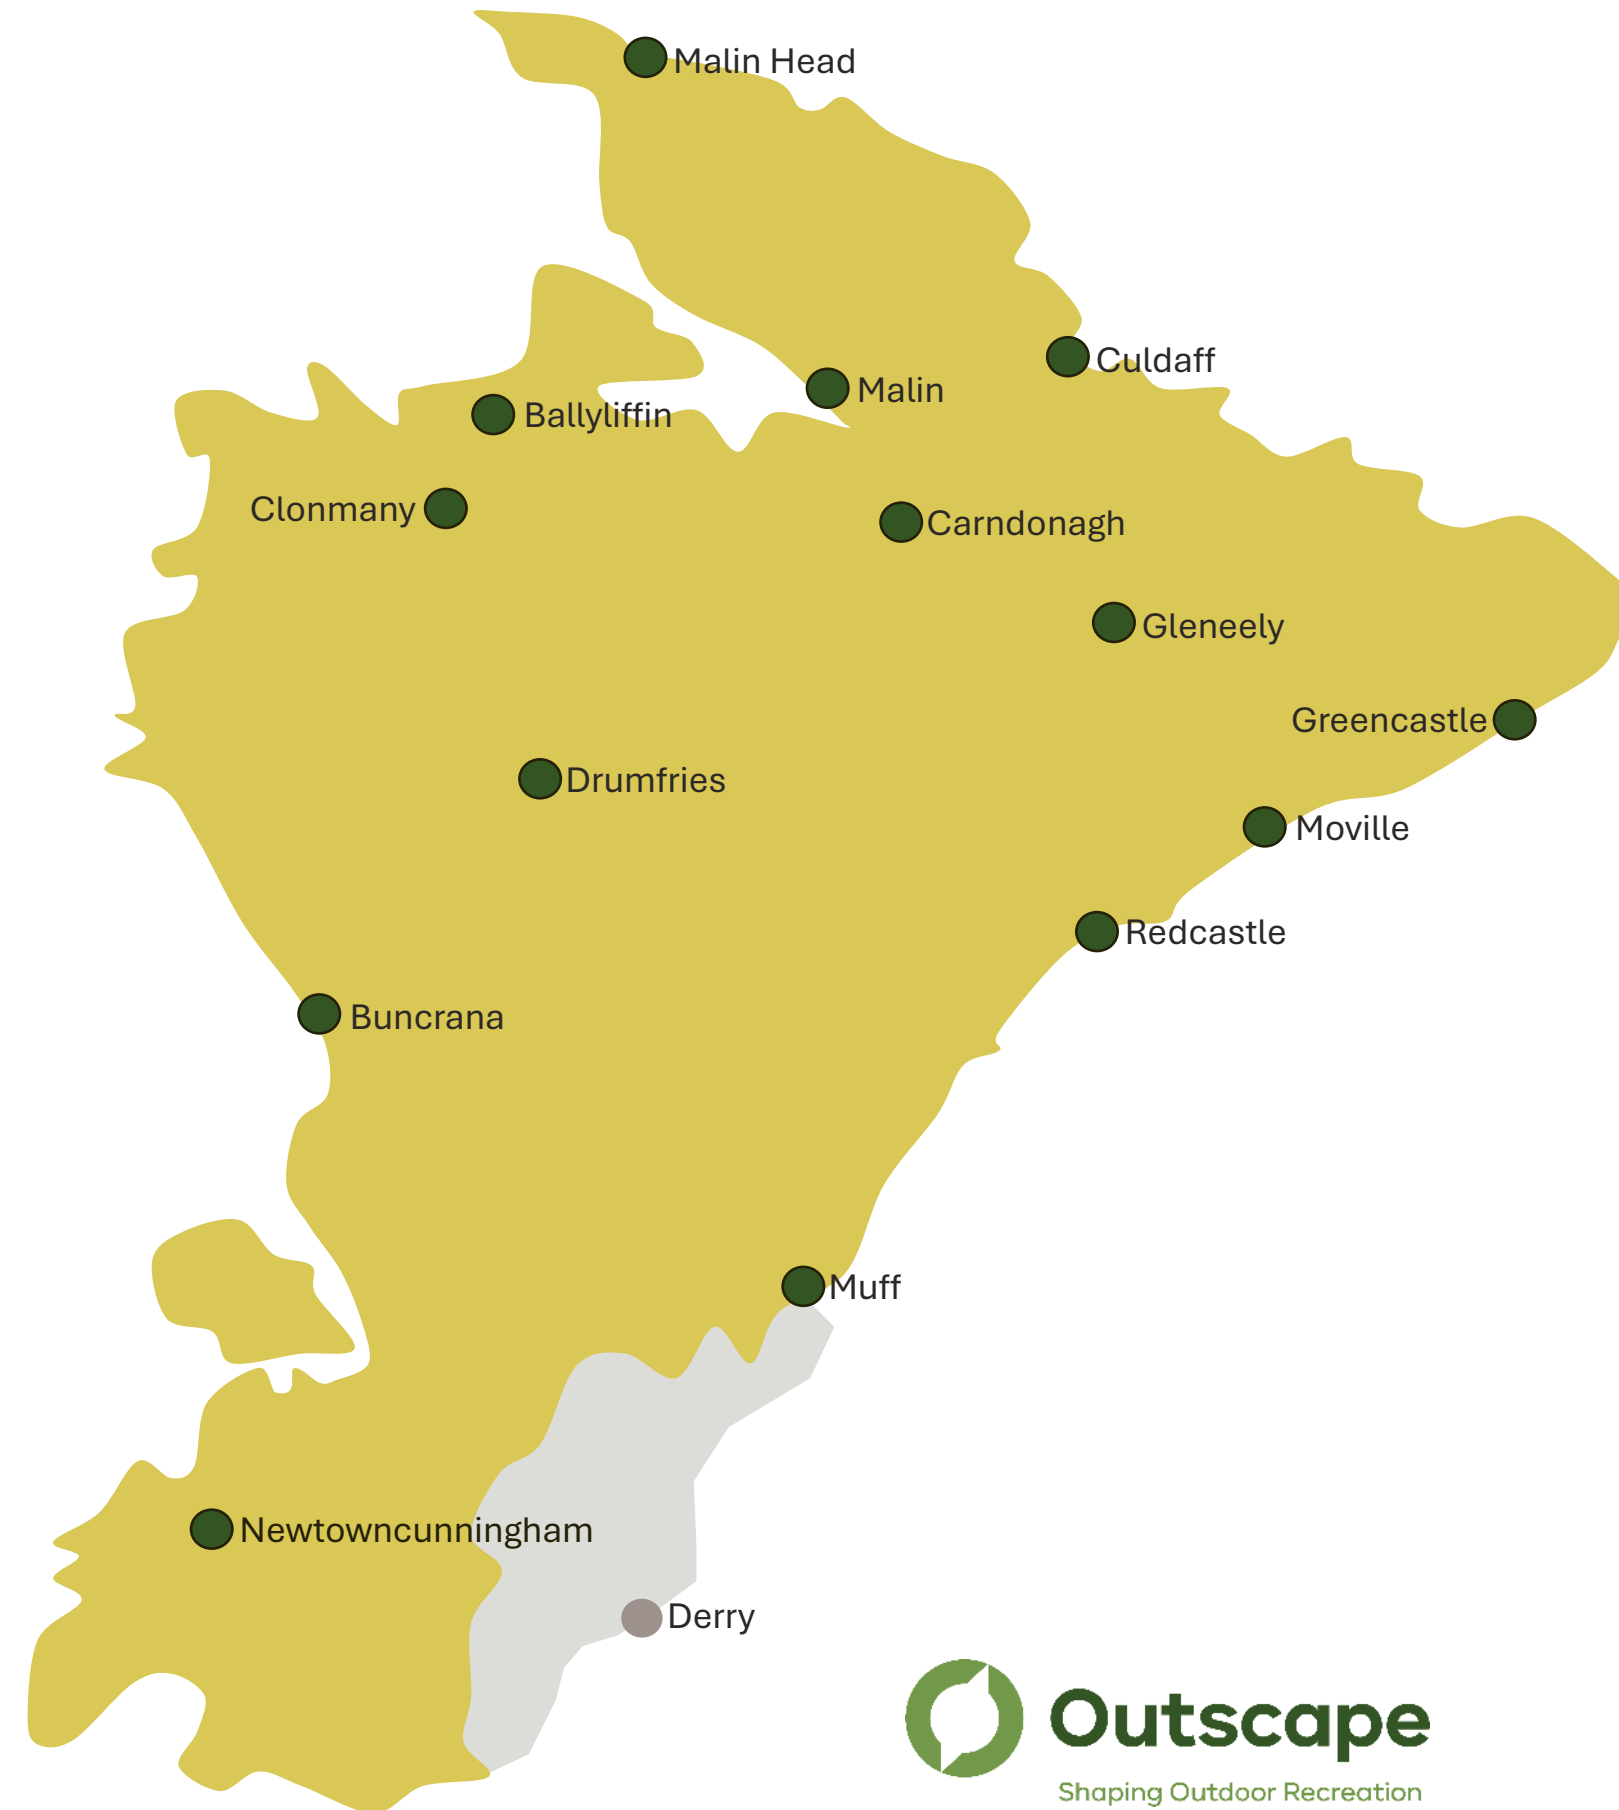 Malin Head
Culdaff
Malin
Ballyliffin
Clonmany
Carndonagh
Gleneely
Greencastle
Drumfries
Moville
Redcastle
Buncrana
Muff
Newtowncunningham
Derry
Outscape
Shaping Outdoor Recreation